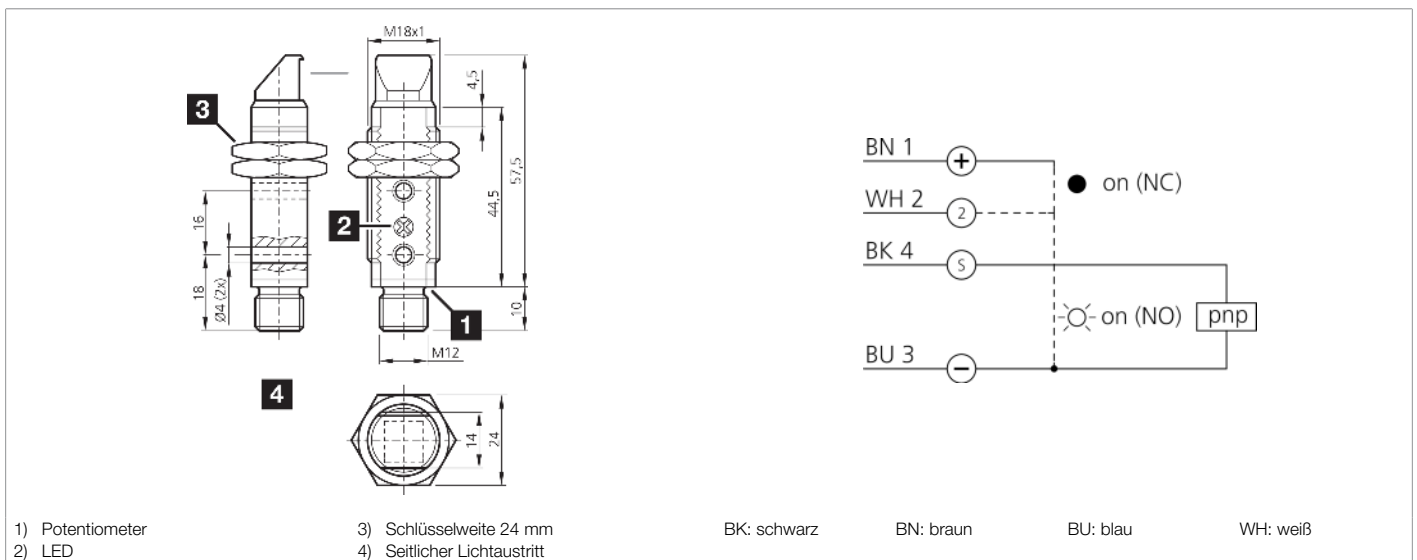 M18x1
4,5
57,5
44,5
3
16
2
18
Ø4 (2x)
10
1
M12
4
14
24
BN 1
+
on (NC)
WH 2
2
BK 4
S
on (NO)
pnp
BU 3
−
1) Potentiometer
2) LED
3) Schlüsselweite 24 mm
4) Seitlicher Lichtaustritt
BK: schwarz
BN: braun
BU: blau
WH: weiß